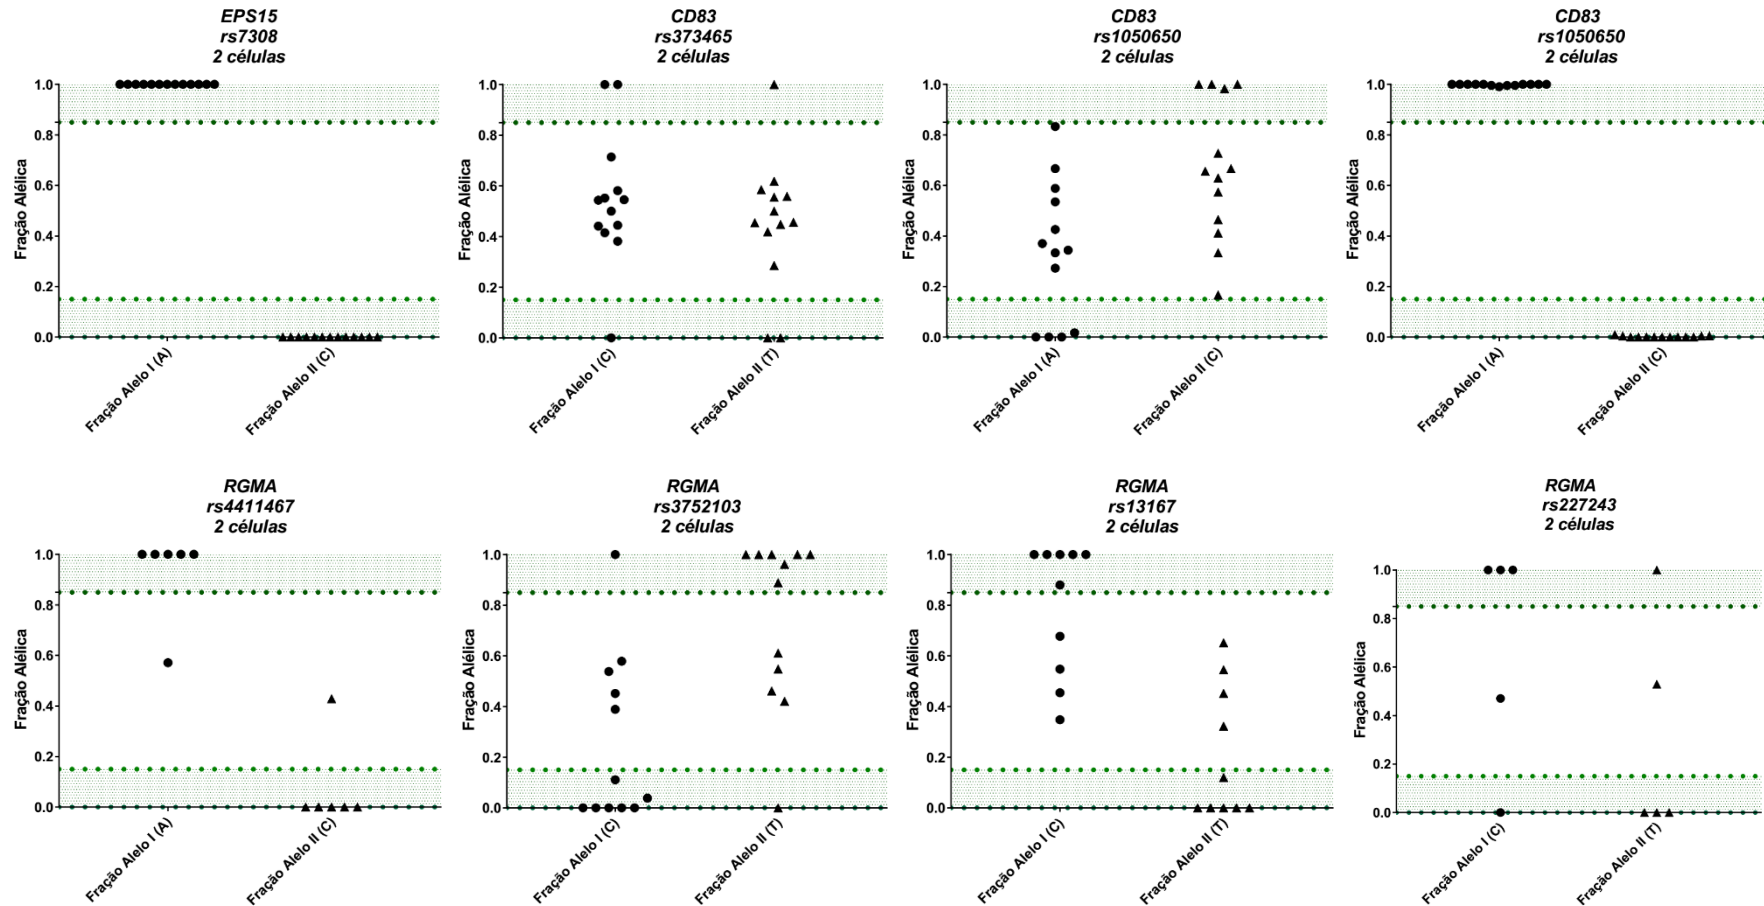 EPS15
rs7308
2 células
1.0
0.8
0.6
0.4
0.2
0.0
Fração Alélica
Fração Alelo I (A)
Fração Alelo II (C)
CD83
rs373465
2 células
1.0
0.8
0.6
0.4
0.2
0.0
Fração Alélica
Fração Alelo I (C)
Fração Alelo II (T)
CD83
rs1050650
2 células
1.0
0.8
0.6
0.4
0.2
0.0
Fração Alélica
Fração Alelo I (A)
Fração Alelo II (C)
CD83
rs1050650
2 células
1.0
0.8
0.6
0.4
0.2
0.0
Fração Alélica
Fração Alelo I (A)
Fração Alelo II (C)
RGMA
rs4411467
2 células
1.0
0.8
0.6
0.4
0.2
0.0
Fração Alélica
Fração Alelo I (A)
Fração Alelo II (C)
RGMA
rs3752103
2 células
1.0
0.8
0.6
0.4
0.2
0.0
Fração Alélica
Fração Alelo I (C)
Fração Alelo II (T)
RGMA
rs13167
2 células
1.0
0.8
0.6
0.4
0.2
0.0
Fração Alélica
Fração Alelo I (C)
Fração Alelo II (T)
RGMA
rs227243
2 células
1.0
0.8
0.6
0.4
0.2
0.0
Fração Alélica
Fração Alelo I (C)
Fração Alelo II (T)